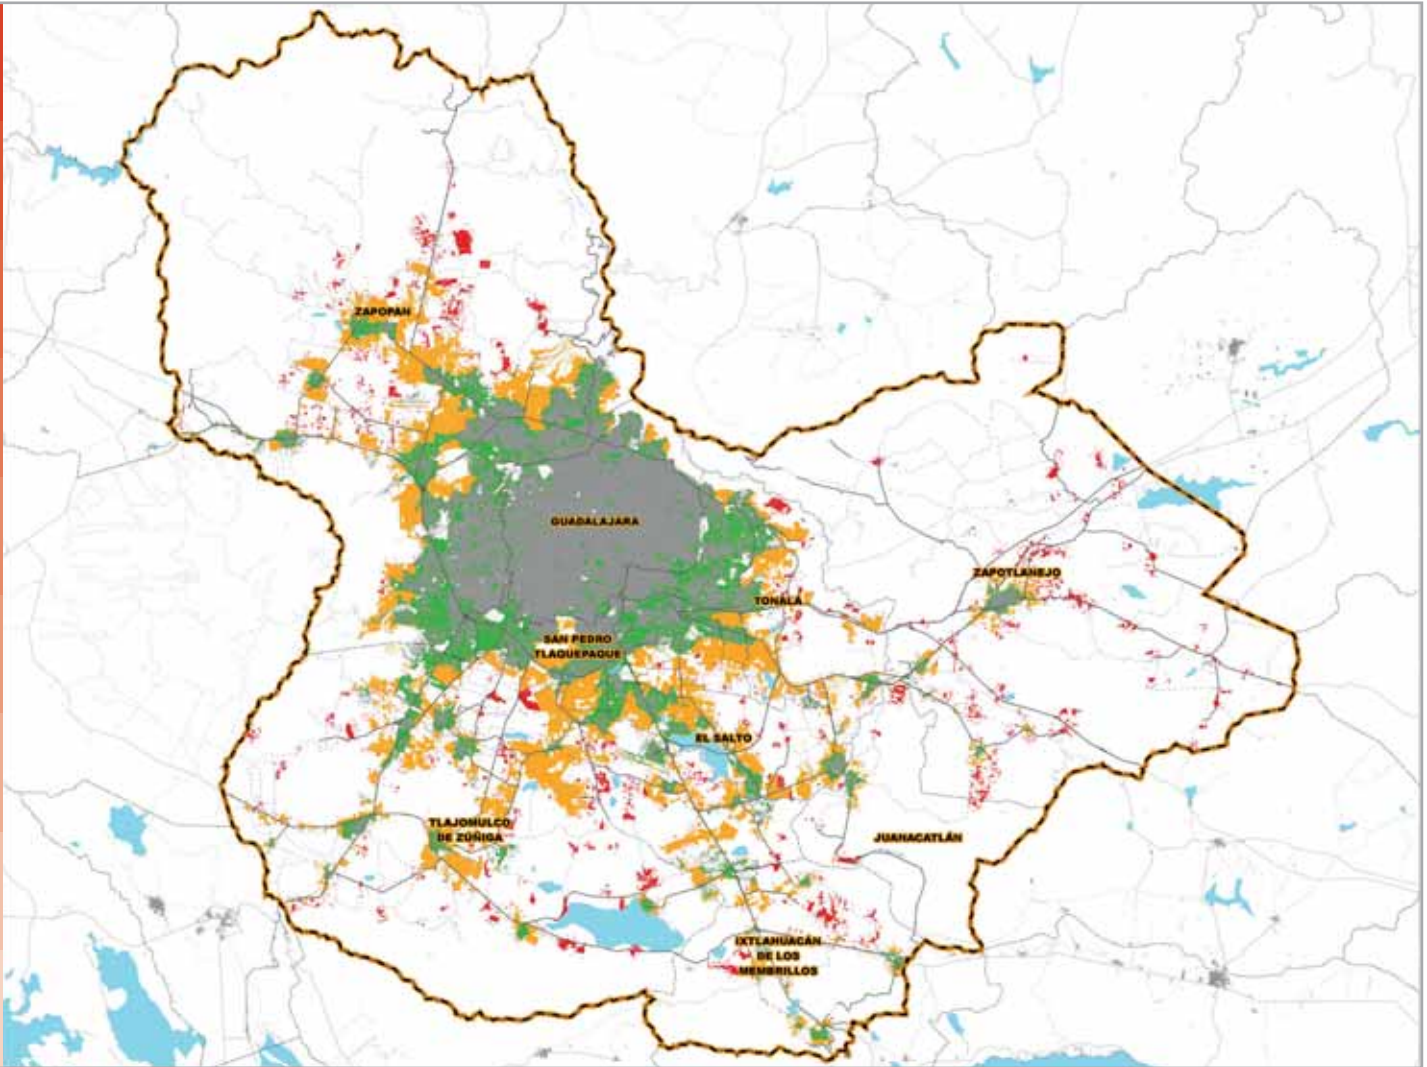 ZAPOPAN
GUADALAJARA
ZAPOTLANEJO
TONALÁ
SAN PEDRO
TLAQUEPAQUE
EL SALTO
TLAJOMULCO
DE ZÚÑIGA
JUANACATLÁN
IXTLAHUACÁN
DE LOS
MEMBRILLOS